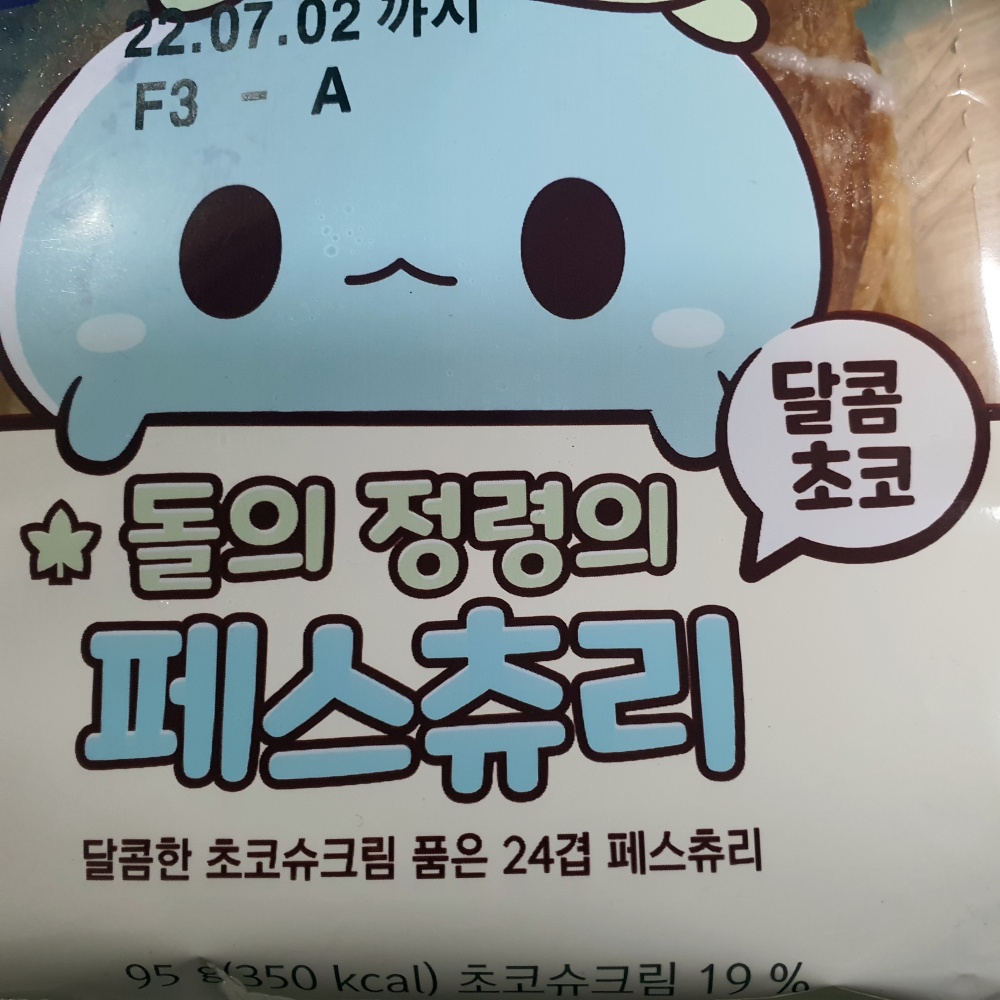 22.07.02 까지
F3 - A
달콤
초코
돌의 정령의
페스츄리
달콤한 초코슈크림 품은 24겹 페스츄리
95 g(350 kcal) 초코슈크림 19 %